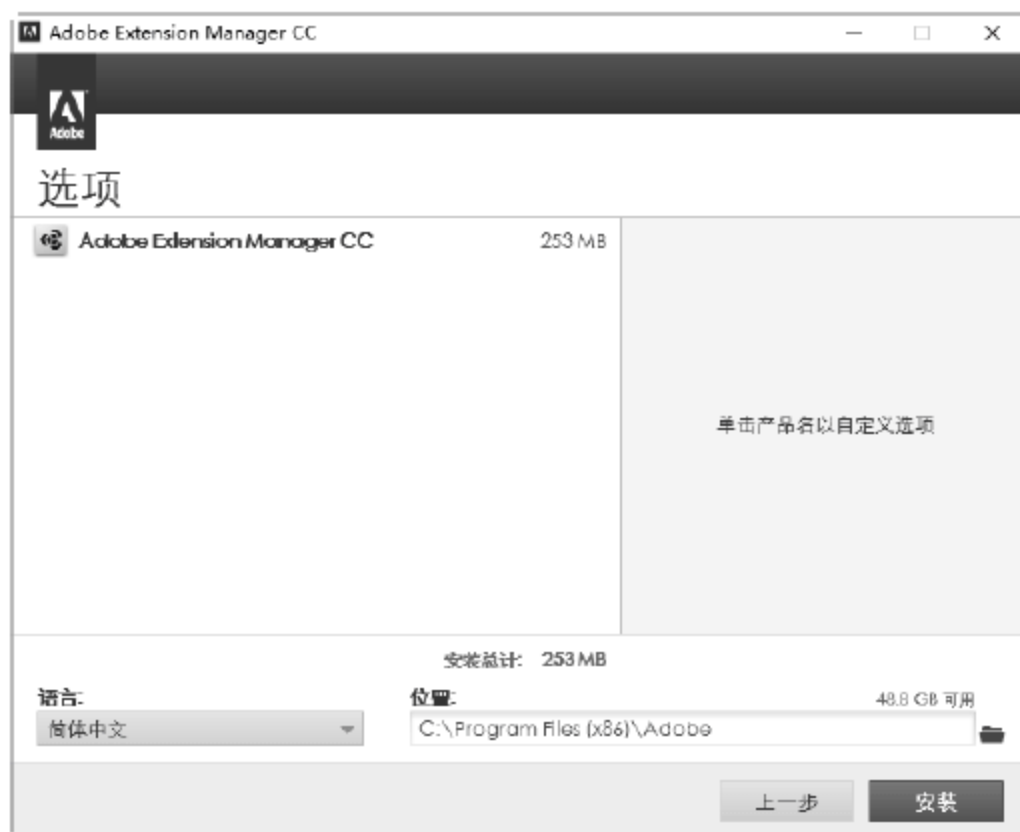 Adobe Extension Manager CC
Adobe
选项
Adobe Extension Manager CC 253 MB
单击产品名以自定义选项
安装总计: 253 MB
语言: 位置: 48.8 GB 可用
简体中文 C:\Program Files (x86)\Adobe
上一步 安装